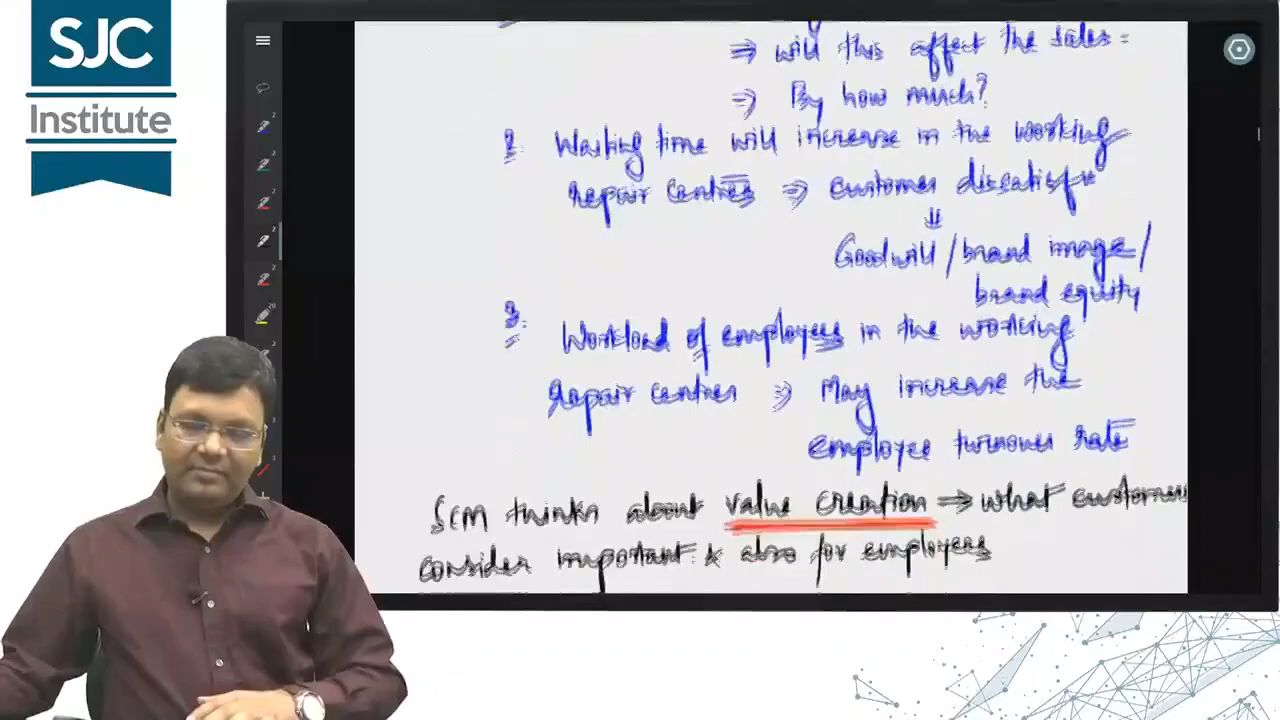 SJC
Institute
⇒ will this affect the sales =
⇒ By how much?
2. Waiting time will increase in the working
repair centres ⇒ customer dissatisfx
⇓
Goodwill / brand image /
brand equity
3. Workload of employees in the working
repair centres ⇒ May increase the
employee turnover rate
SCM thinks about value creation ⇒ what customers
consider important & also for employees